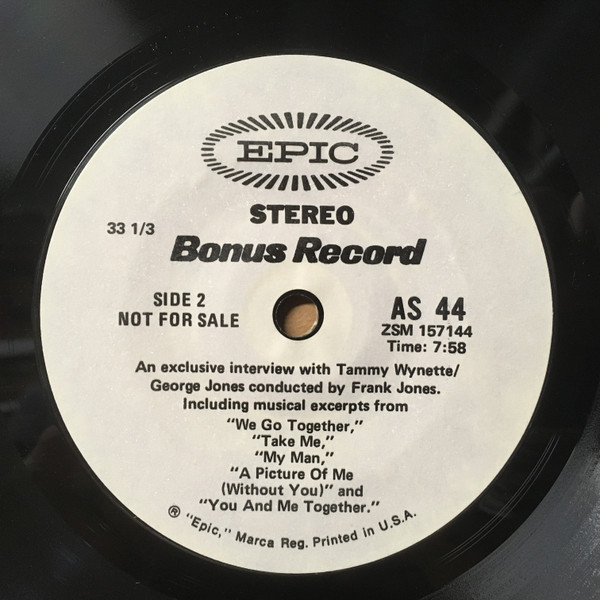 EPIC
STEREO
33 1/3
Bonus Record
SIDE 2
NOT FOR SALE
AS 44
ZSM 157144
Time: 7:58
An exclusive interview with Tammy Wynette/
George Jones conducted by Frank Jones.
Including musical excerpts from
"We Go Together,"
"Take Me,"
"My Man,"
"A Picture Of Me
(Without You)" and
"You And Me Together."
® "Epic," Marca Reg. Printed in U.S.A.